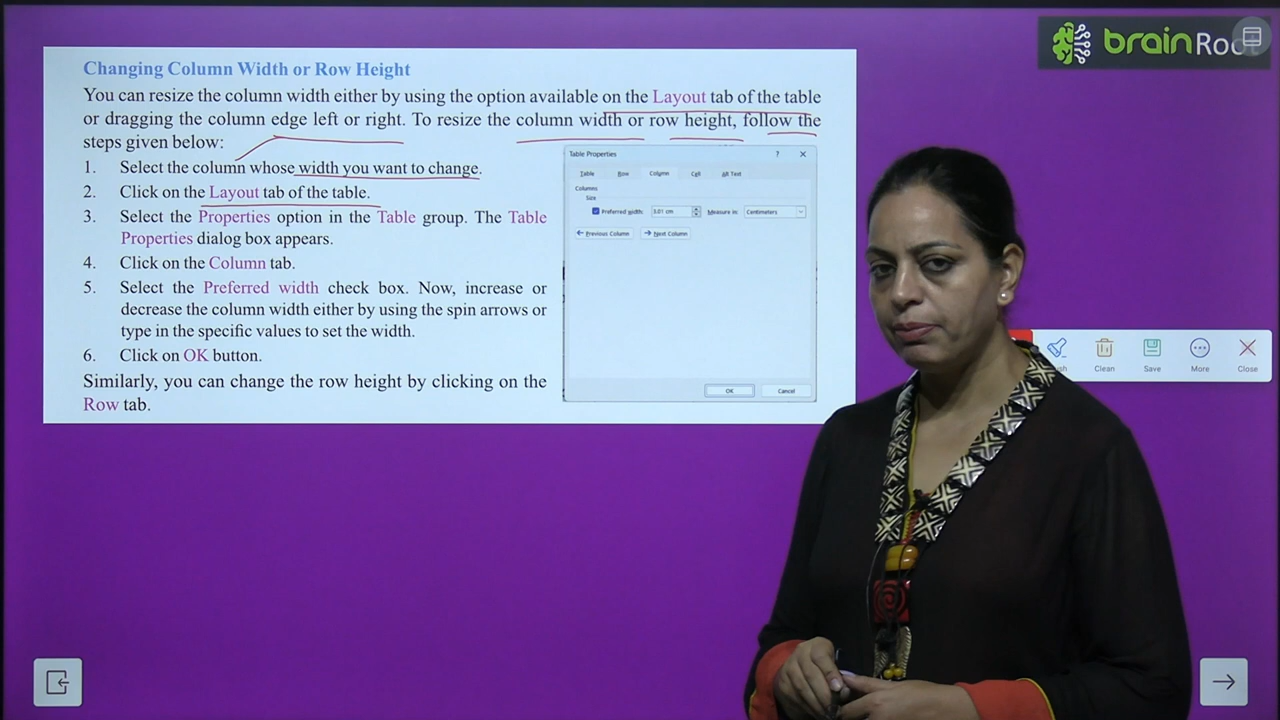 brainRoo
Changing Column Width or Row Height
You can resize the column width either by using the option available on the Layout tab of the table
or dragging the column edge left or right. To resize the column width or row height, follow the
steps given below:
1. Select the column whose width you want to change.
2. Click on the Layout tab of the table.
3. Select the Properties option in the Table group. The Table
Properties dialog box appears.
4. Click on the Column tab.
5. Select the Preferred width check box. Now, increase or
decrease the column width either by using the spin arrows or
type in the specific values to set the width.
6. Click on OK button.
Similarly, you can change the row height by clicking on the
Row tab.
Table Properties ? X
Table Row Column Cell Alt Text
Columns
Size
Preferred width: 3.01 cm Measure in: Centimeters
Previous Column Next Column
OK Cancel
ush Clean Save More Close